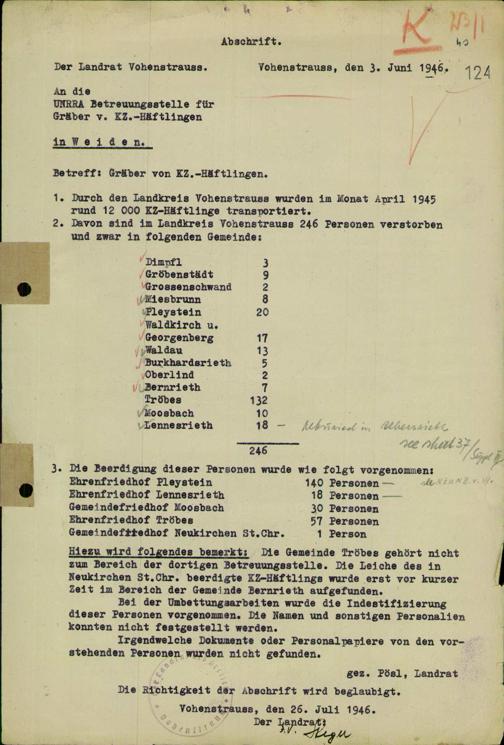 K
253/1
Abschrift.
Der Landrat Vohenstrauss. Vohenstrauss, den 3. Juni 1946.
124
An die
UNRRA Betreuungsstelle für
Gräber v. KZ.-Häftlingen
in W e i d e n.
Betreff: Gräber von KZ.-Häftlingen.
1. Durch den Landkreis Vohenstrauss wurden im Monat April 1945
rund 12 000 KZ-Häftlinge transportiert.
2. Davon sind im Landkreis Vohenstrauss 246 Personen verstorben
und zwar in folgenden Gemeinde:
Dimpfl 3
Gröbenstädt 9
Grossenschwand 2
Miesbrunn 8
Pleystein 20
Waldkirch u.
Georgenberg 17
Waldau 13
Burkhardsrieth 5
Oberlind 2
Bernrieth 7
Tröbes 132
Moosbach 10
Lennesrieth 18 –
see sheet 37/
246
3. Die Beerdigung dieser Personen wurde wie folgt vorgenommen:
Ehrenfriedhof Pleystein 140 Personen —
Ehrenfriedhof Lennesrieth 18 Personen —
Gemeindefriedhof Moosbach 30 Personen
Ehrenfriedhof Tröbes 57 Personen
Gemeindefriedhof Neukirchen St.Chr. 1 Person
Hiezu wird folgendes bemerkt: Die Gemeinde Tröbes gehört nicht
zum Bereich der dortigen Betreuungsstelle. Die Leiche des in
Neukirchen St.Chr. beerdigte KZ-Häftlings wurde erst vor kurzer
Zeit im Bereich der Gemeinde Bernrieth aufgefunden.
Bei der Umbettungsarbeiten wurde die Indestifizierung
dieser Personen vorgenommen. Die Namen und sonstigen Personalien
konnten nicht festgestellt werden.
Irgendwelche Dokumente oder Personalpapiere von den vor-
stehenden Personen wurden nicht gefunden.
gez. Pösl, Landrat
Die Richtigkeit der Abschrift wird beglaubigt.
Vohenstrauss, den 26. Juli 1946.
Der Landrat: